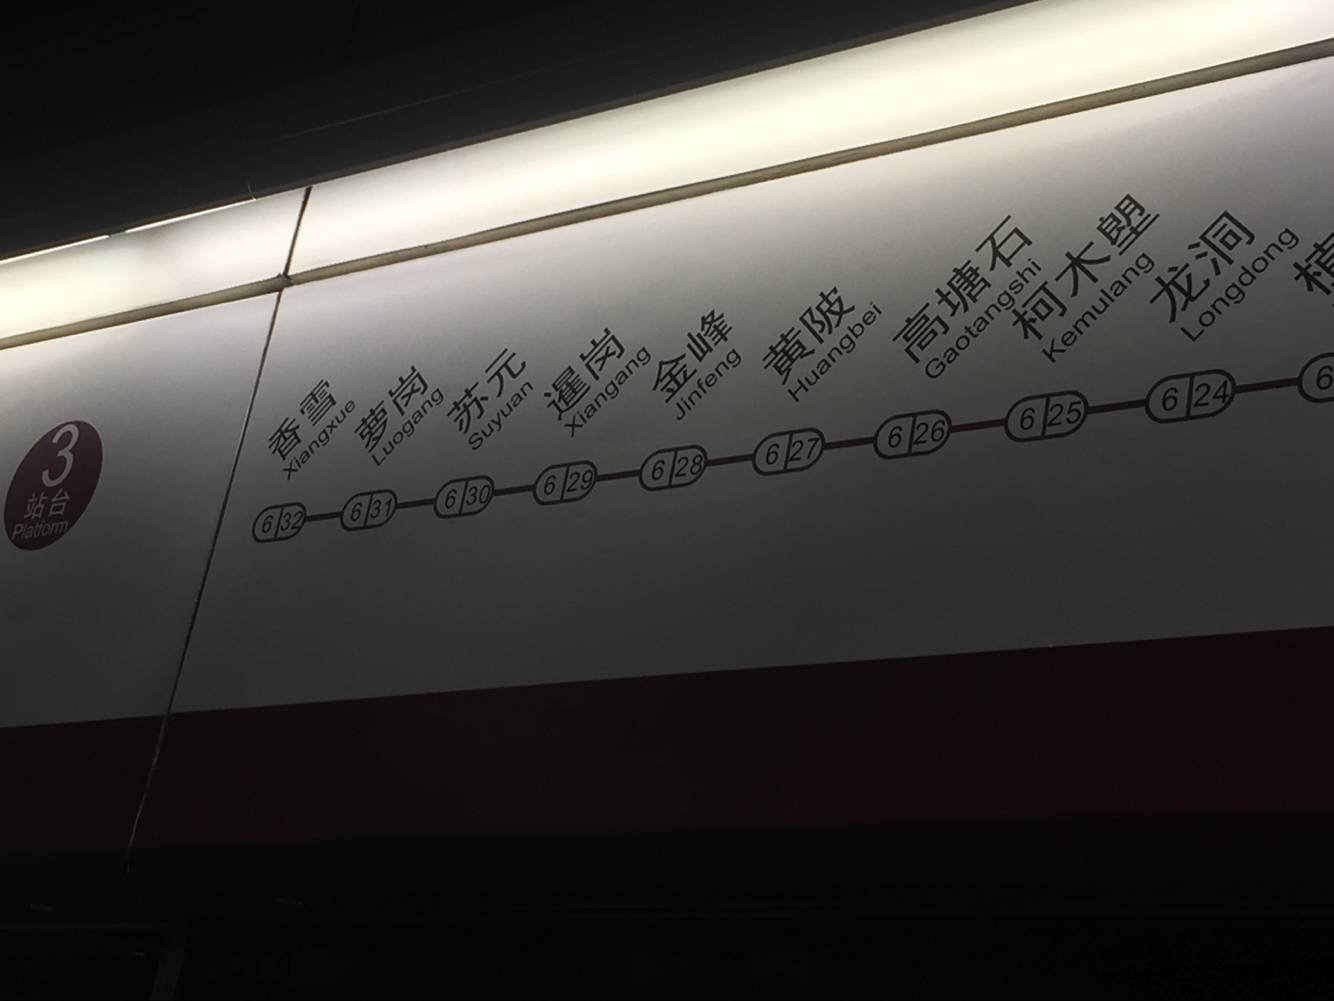 3
站台
Platform
香雪
Xiangxue
6|32
萝岗
Luogang
6|31
苏元
Suyuan
6|30
暹岗
Xiangang
6|29
金峰
Jinfeng
6|28
黄陂
Huangbei
6|27
高塘石
Gaotangshi
6|26
柯木塱
Kemulang
6|25
龙洞
Longdong
6|24
植
6